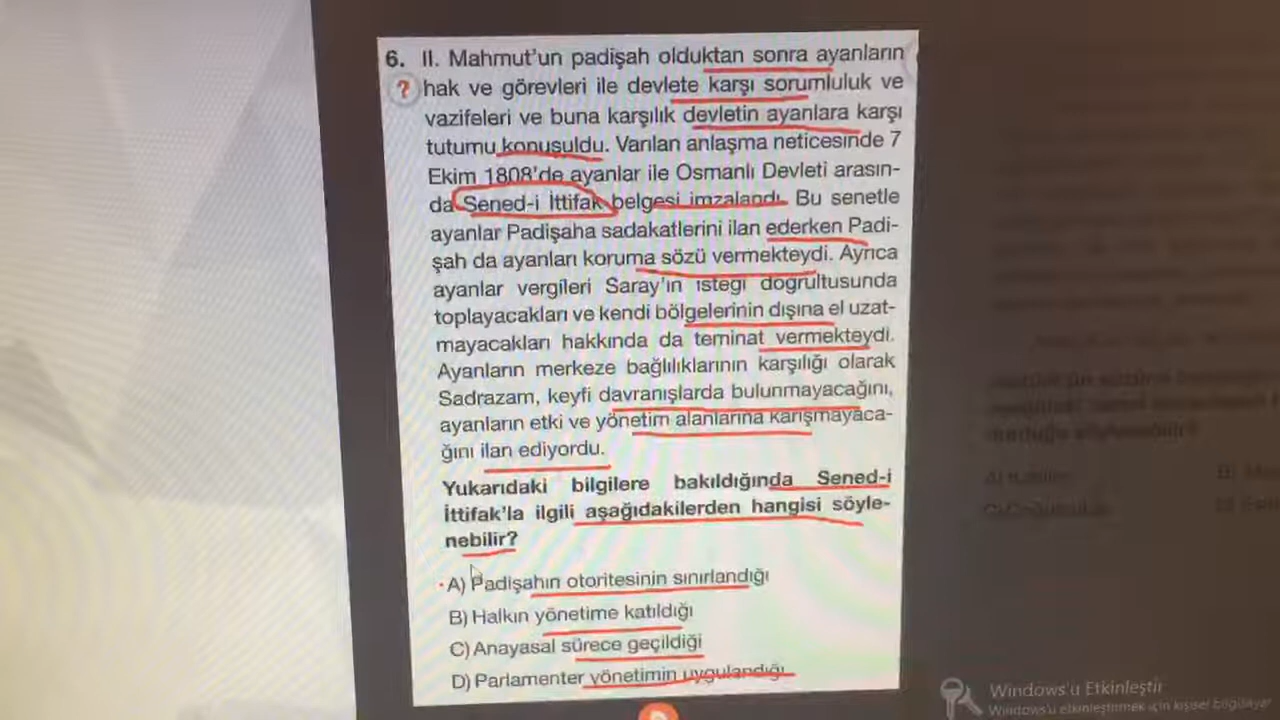 6. II. Mahmut'un padişah olduktan sonra ayanların
? hak ve görevleri ile devlete karşı sorumluluk ve
vazifeleri ve buna karşılık devletin ayanlara karşı
tutumu konuşuldu. Varılan anlaşma neticesinde 7
Ekim 1808'de ayanlar ile Osmanlı Devleti arasın-
da Sened-i İttifak belgesi imzalandı. Bu senetle
ayanlar Padişaha sadakatlerini ilan ederken Padi-
şah da ayanları koruma sözü vermekteydi. Ayrıca
ayanlar vergileri Saray'ın isteği doğrultusunda
toplayacakları ve kendi bölgelerinin dışına el uzat-
mayacakları hakkında da teminat vermekteydi.
Ayanların merkeze bağlılıklarının karşılığı olarak
Sadrazam, keyfi davranışlarda bulunmayacağını,
ayanların etki ve yönetim alanlarına karışmayaca-
ğını ilan ediyordu.
Yukarıdaki bilgilere bakıldığında Sened-i
İttifak'la ilgili aşağıdakilerden hangisi söyle-
nebilir?
A) Padişahın otoritesinin sınırlandığı
B) Halkın yönetime katıldığı
C) Anayasal sürece geçildiği
D) Parlamenter yönetimin uygulandığı
Windows'u Etkinleştir
Windows'u etkinleştirmek için kişisel bilgisayar